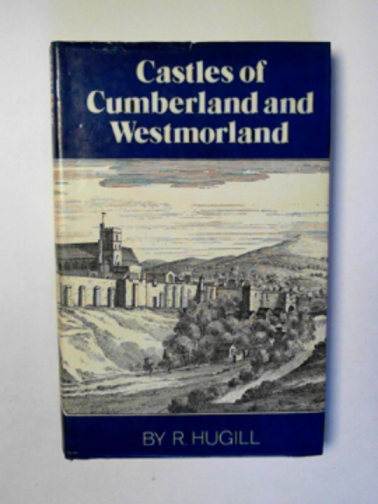 Castles of
Cumberland and
Westmorland
BY R. HUGILL